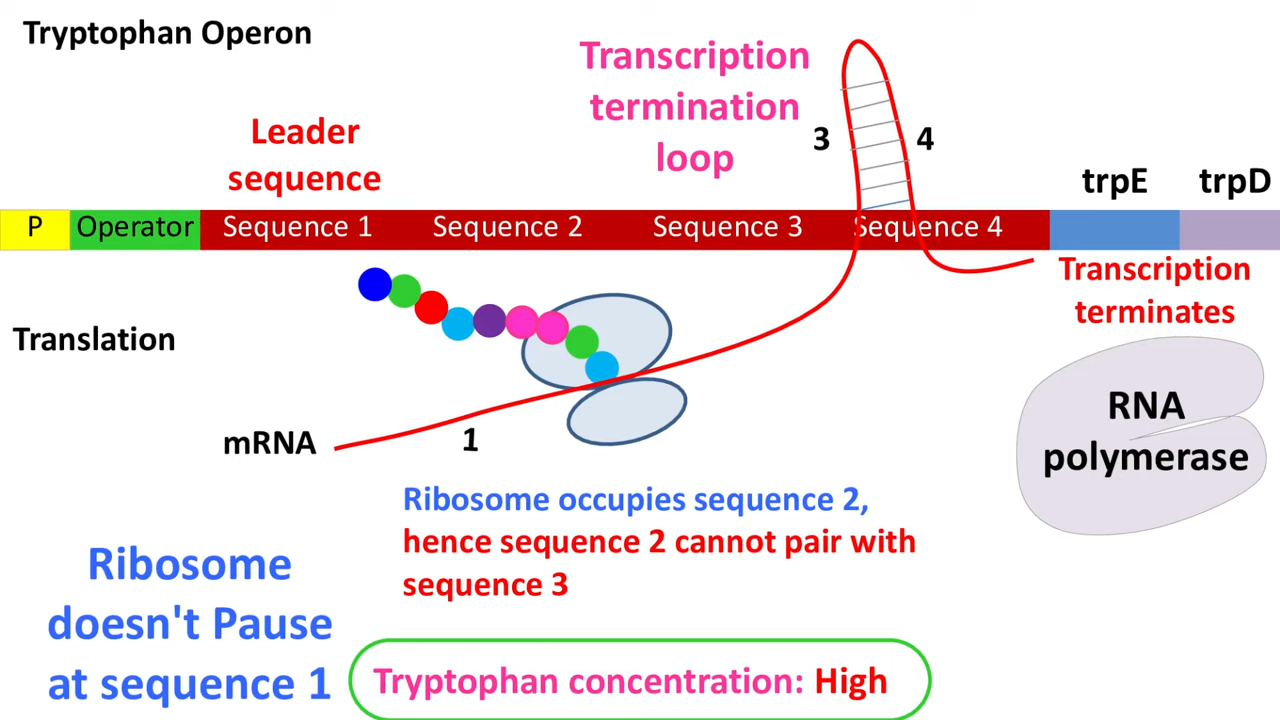 Tryptophan Operon
Transcription
termination
loop
3
4
Leader
sequence
trpE
trpD
P
Operator
Sequence 1
Sequence 2
Sequence 3
Sequence 4
Transcription
terminates
Translation
RNA
polymerase
mRNA
1
Ribosome occupies sequence 2,
hence sequence 2 cannot pair with
sequence 3
Ribosome
doesn't Pause
at sequence 1
Tryptophan concentration: High